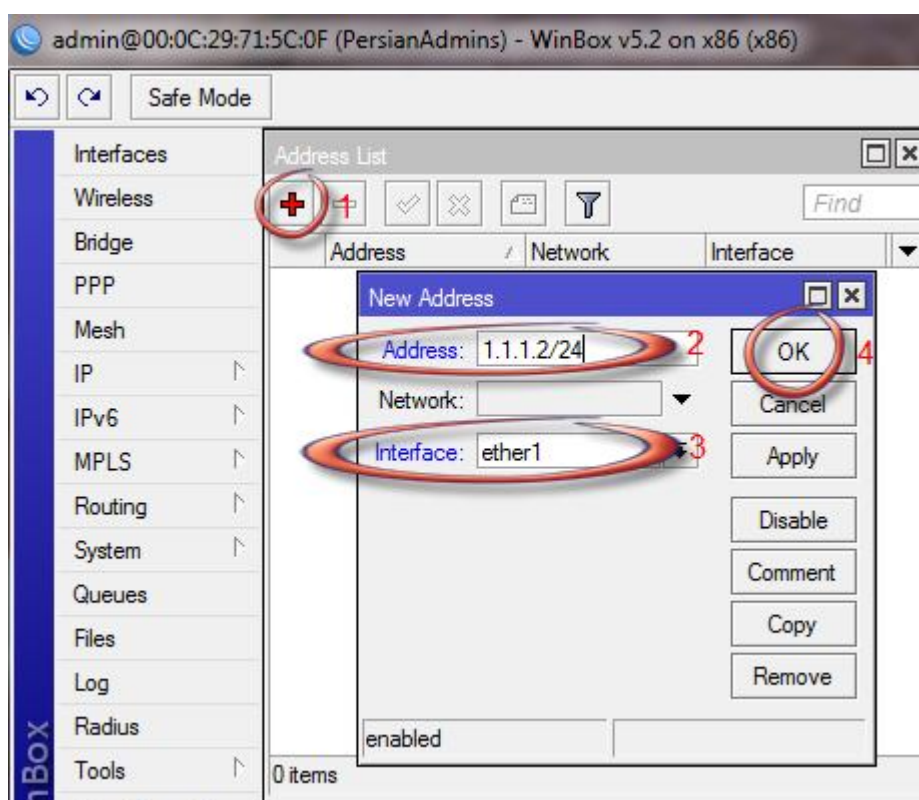 admin@00:0C:29:71:5C:0F (PersianAdmins) - WinBox v5.2 on x86 (x86)
Safe Mode
Interfaces
Wireless
Bridge
PPP
Mesh
IP
IPv6
MPLS
Routing
System
Queues
Files
Log
Radius
Tools
nBox
Address List
1
Find
Address
Network
Interface
New Address
Address: 1.1.1.2/24
2
Network:
Interface: ether1
3
OK
4
Cancel
Apply
Disable
Comment
Copy
Remove
enabled
0 items